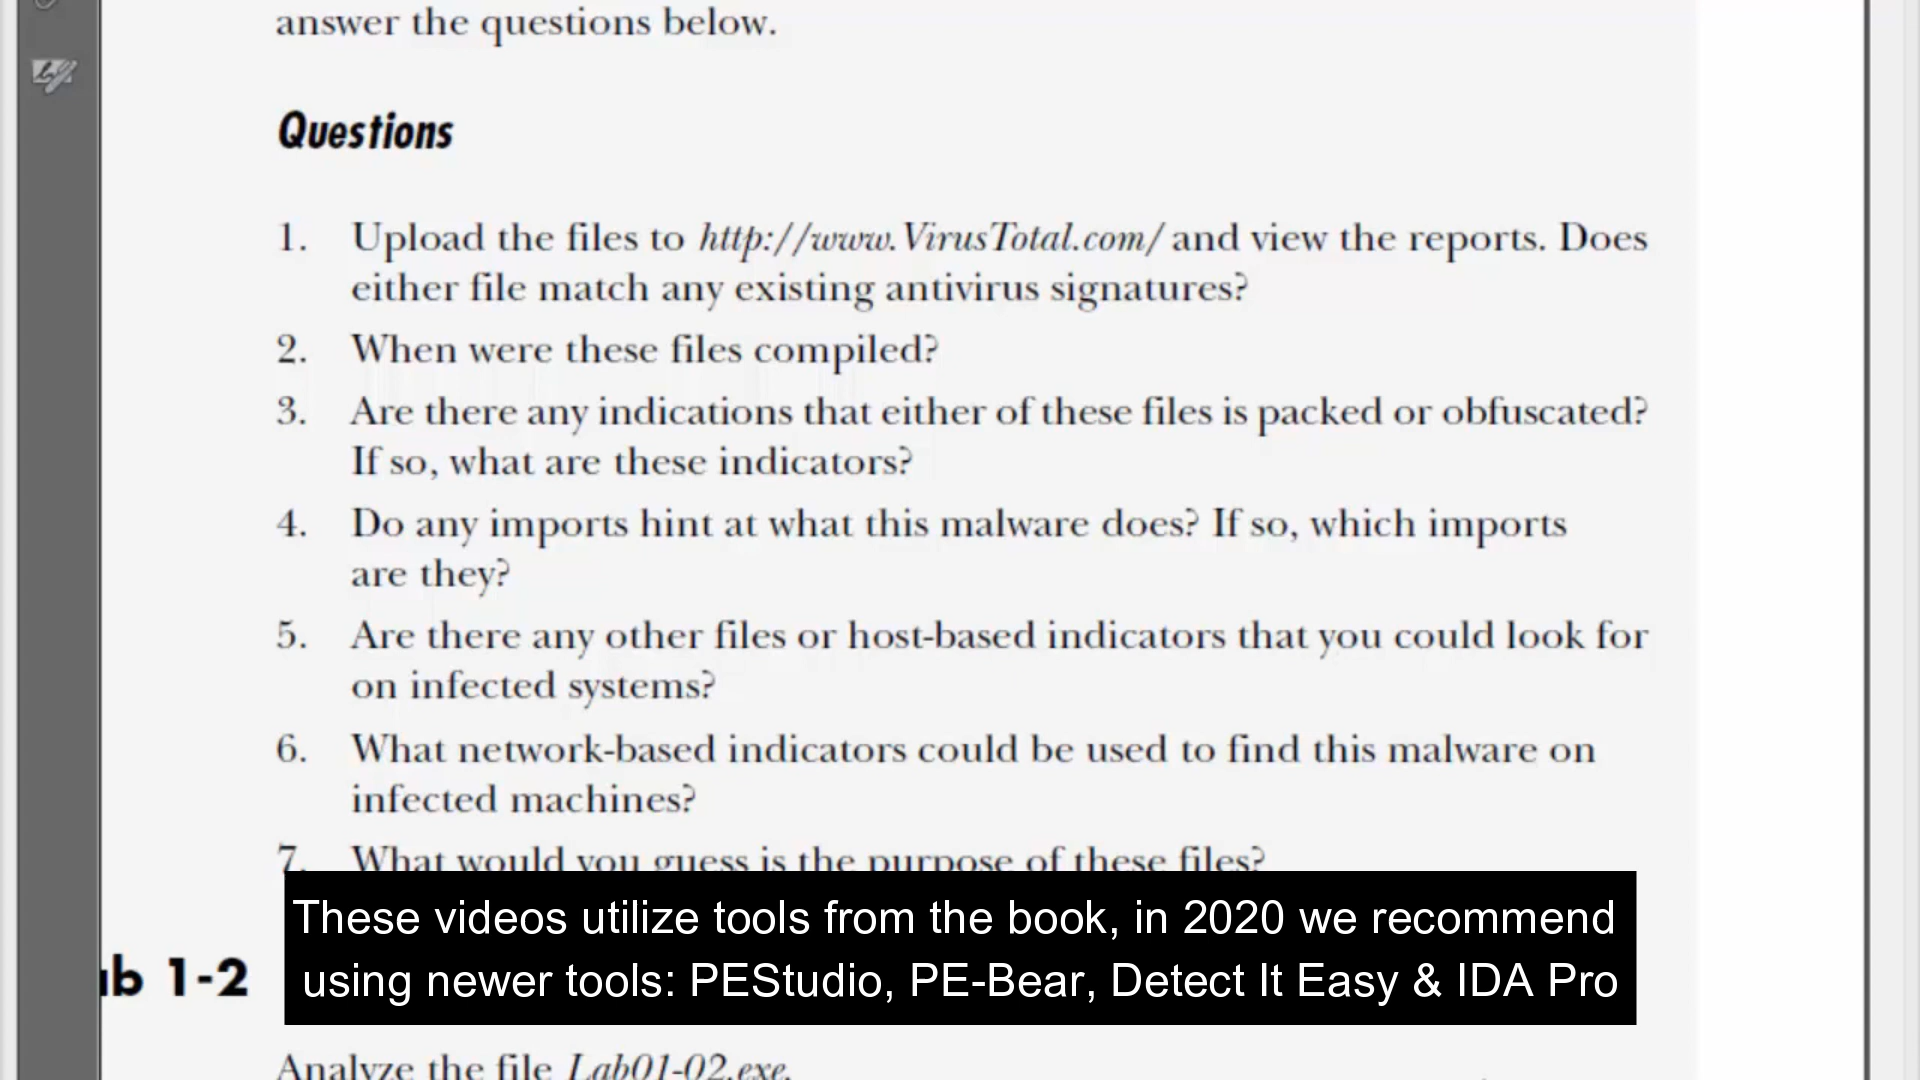 answer the questions below.
Questions
1. Upload the files to http://www.VirusTotal.com/ and view the reports. Does
either file match any existing antivirus signatures?
2. When were these files compiled?
3. Are there any indications that either of these files is packed or obfuscated?
If so, what are these indicators?
4. Do any imports hint at what this malware does? If so, which imports
are they?
5. Are there any other files or host-based indicators that you could look for
on infected systems?
6. What network-based indicators could be used to find this malware on
infected machines?
7. What would you guess is the purpose of these files?
These videos utilize tools from the book, in 2020 we recommend
using newer tools: PEStudio, PE-Bear, Detect It Easy & IDA Pro
ab 1-2
Analyze the file Lab01-02.exe.